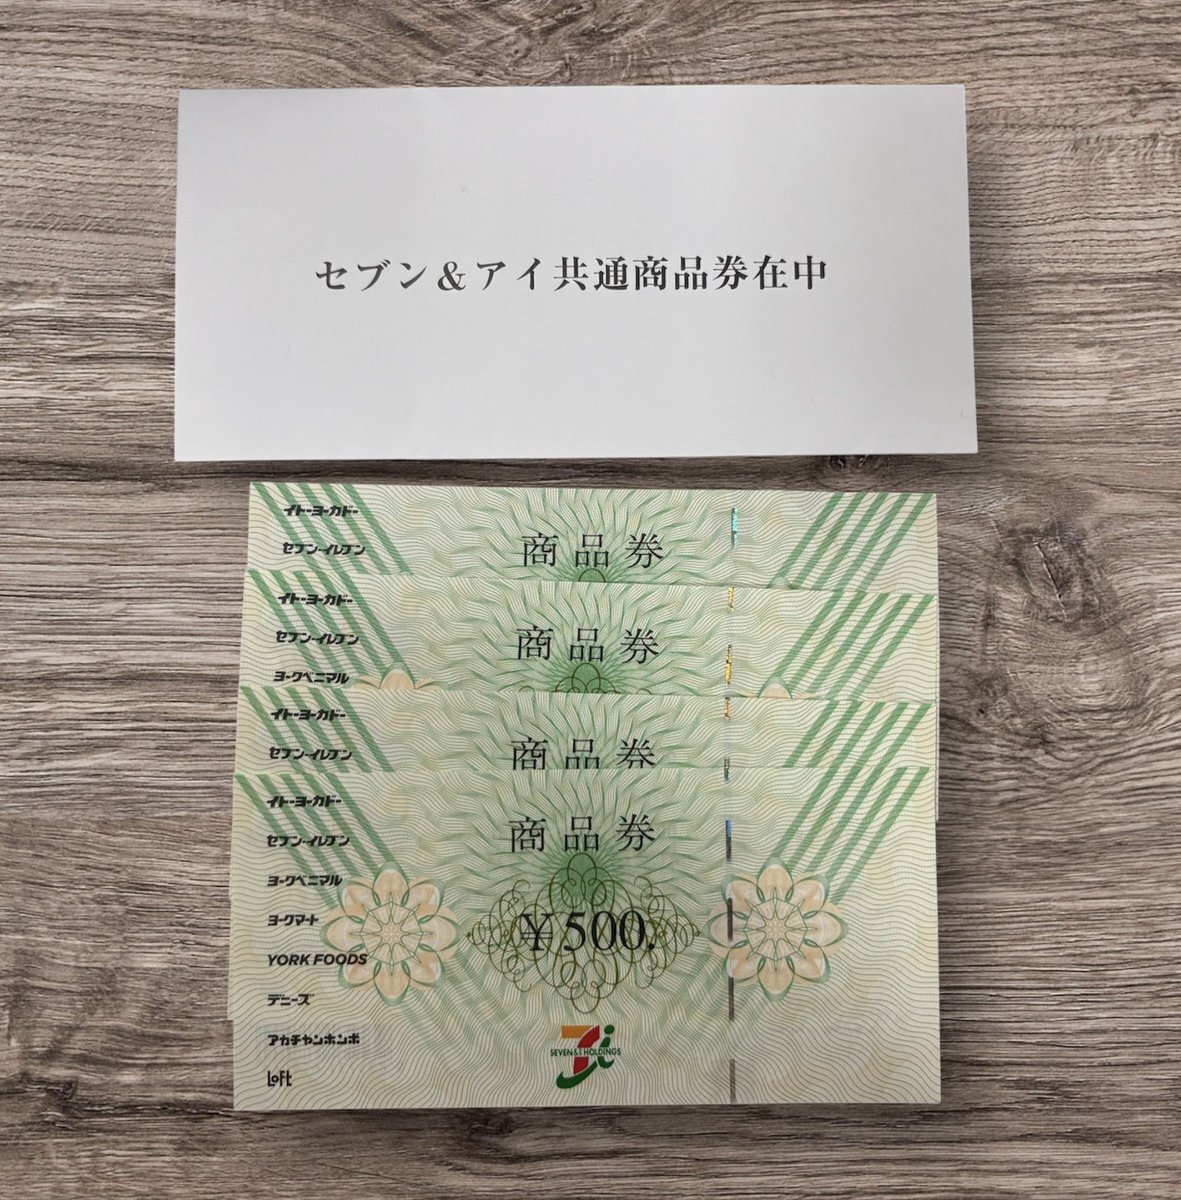 セブン＆アイ共通商品券在中
イトーヨーカドー
セブン-イレブン
商品券
イトーヨーカドー
セブン-イレブン
ヨークベニマル
商品券
イトーヨーカドー
セブン-イレブン
商品券
イトーヨーカドー
セブン-イレブン
ヨークベニマル
ヨークマート
YORK FOODS
デニーズ
アカチャンホンポ
LOFt
商品券
￥500.
SEVEN&I HOLDINGS